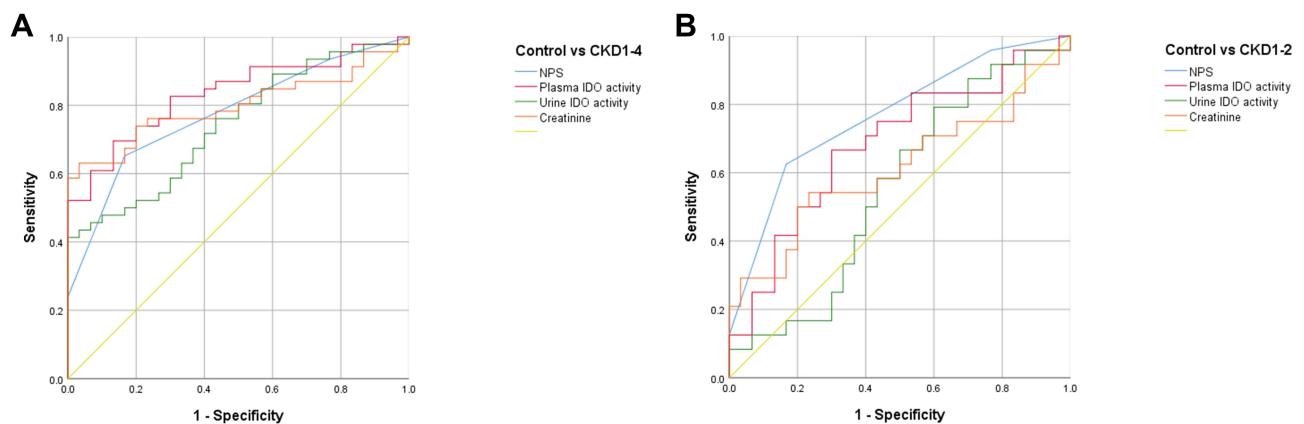 A
Control vs CKD1-4
NPS
Plasma IDO activity
Urine IDO activity
Creatinine
Sensitivity
1.0
0.8
0.6
0.4
0.2
0.0
0.0 0.2 0.4 0.6 0.8 1.0
1 - Specificity
B
Control vs CKD1-2
NPS
Plasma IDO activity
Urine IDO activity
Creatinine
Sensitivity
1.0
0.8
0.6
0.4
0.2
0.0
0.0 0.2 0.4 0.6 0.8 1.0
1 - Specificity